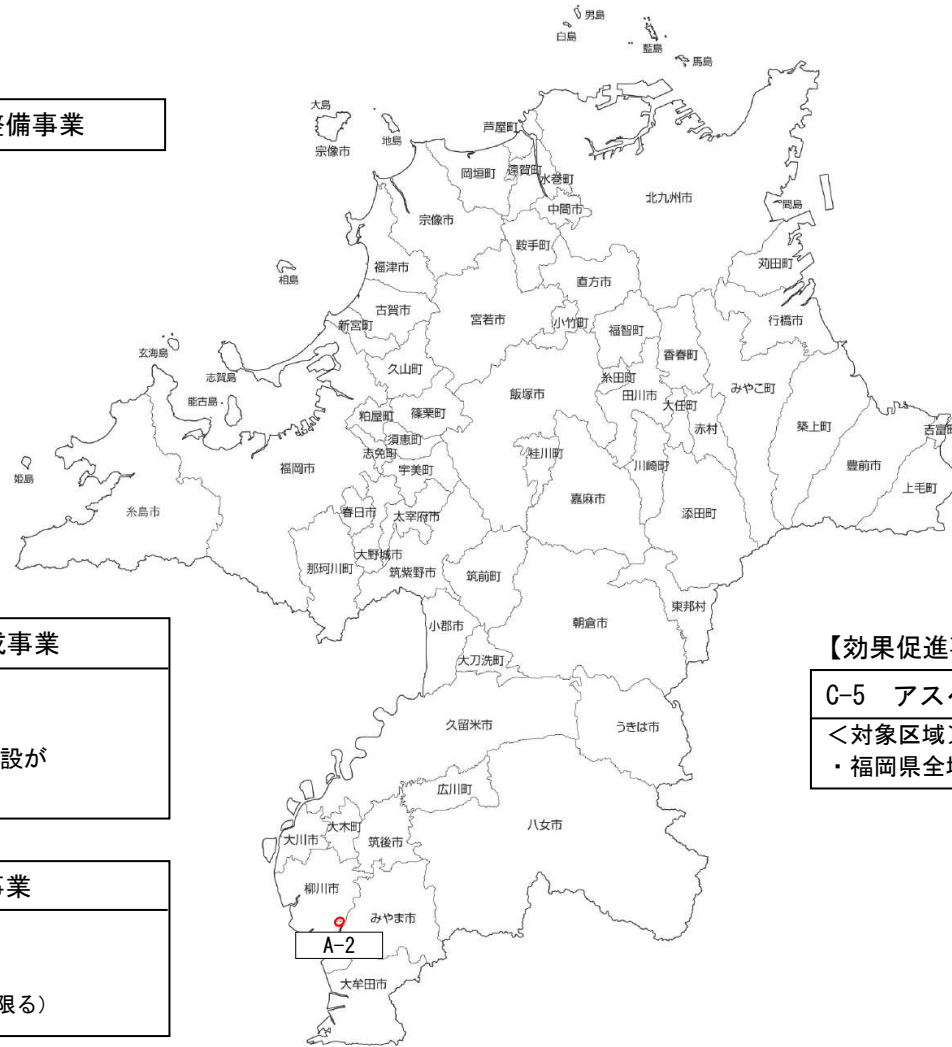 男島
白島
藍島
馬島
整備事業
大島
宗像市
地島
芦屋町
岡垣町
遠賀町
水巻町
中間市
北九州市
間島
宗像市
鞍手町
苅田町
福津市
直方市
相島
古賀市
宮若市
小竹町
福智町
行橋市
新宮町
香春町
玄海島
久山町
糸田町
みやこ町
志賀島
飯塚市
田川市
大任町
能古島
粕屋町
篠栗町
赤村
築上町
吉富町
須恵町
志免町
福岡市
宇美町
桂川町
川崎町
豊前市
姫島
嘉麻市
上毛町
糸島市
春日市
太宰府市
添田町
大野城市
那珂川町
筑紫野市
筑前町
東邦村
小郡市
朝倉市
成事業
大刀洗町
【効果促進事
C-5 アスベ
久留米市
うきは市
<対象区域>
設が
・福岡県全域
広川町
大川市
大木町
筑後市
八女市
事業
柳川市
みやま市
A-2
大牟田市
限る)